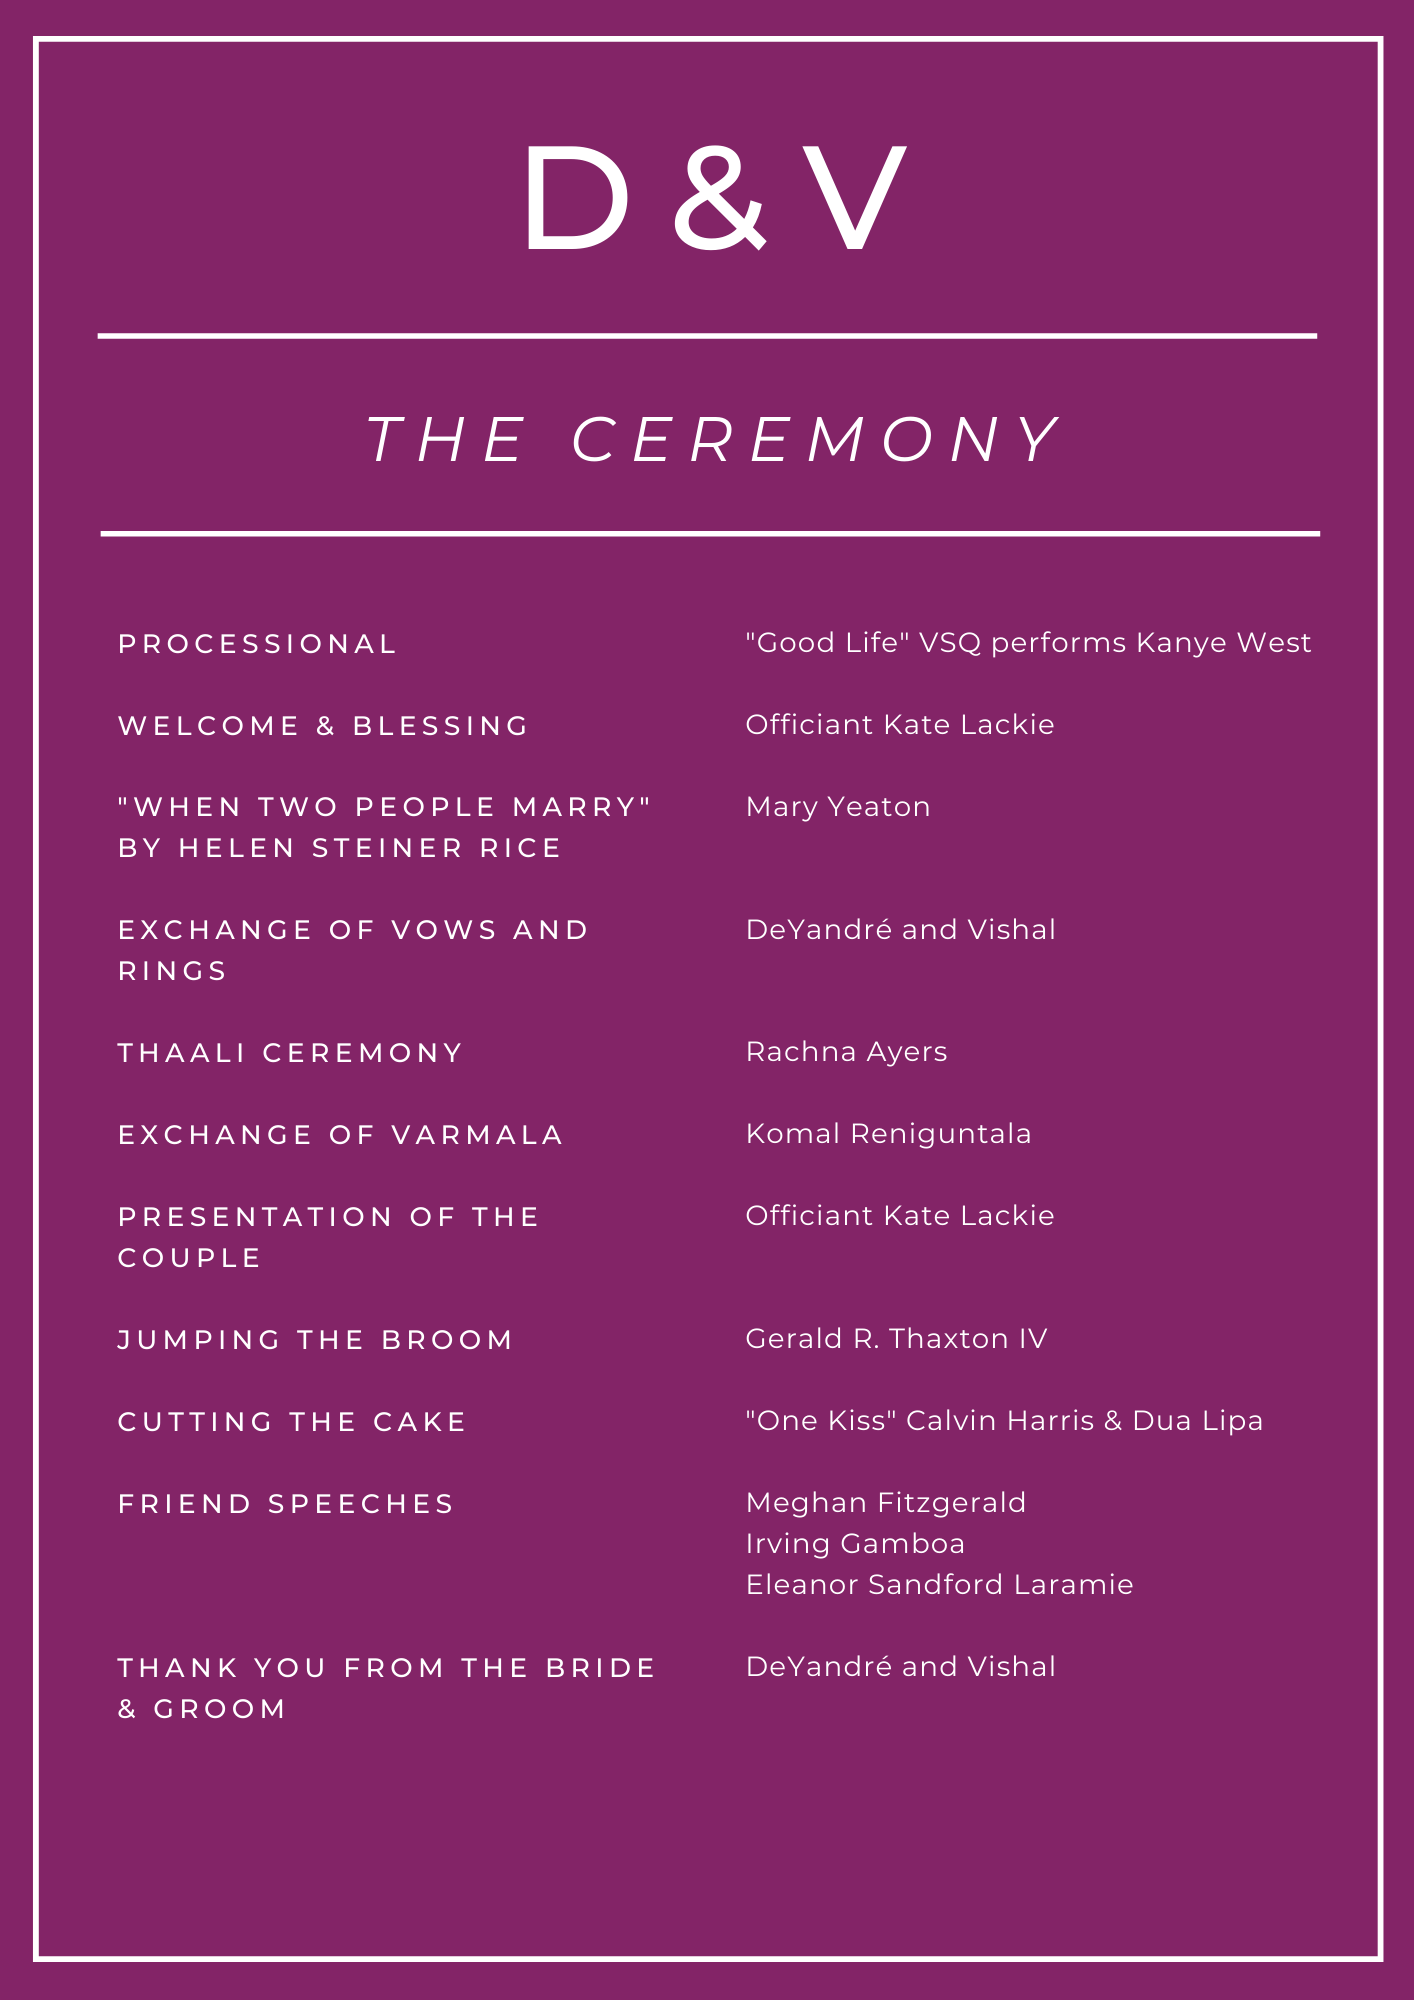 D & V
THE CEREMONY
PROCESSIONAL
"Good Life" VSQ performs Kanye West
WELCOME & BLESSING
Officiant Kate Lackie
"WHEN TWO PEOPLE MARRY"
BY HELEN STEINER RICE
Mary Yeaton
EXCHANGE OF VOWS AND
RINGS
DeYandré and Vishal
THAALI CEREMONY
Rachna Ayers
EXCHANGE OF VARMALA
Komal Reniguntala
PRESENTATION OF THE
COUPLE
Officiant Kate Lackie
JUMPING THE BROOM
Gerald R. Thaxton IV
CUTTING THE CAKE
"One Kiss" Calvin Harris & Dua Lipa
FRIEND SPEECHES
Meghan Fitzgerald
Irving Gamboa
Eleanor Sandford Laramie
THANK YOU FROM THE BRIDE
& GROOM
DeYandré and Vishal